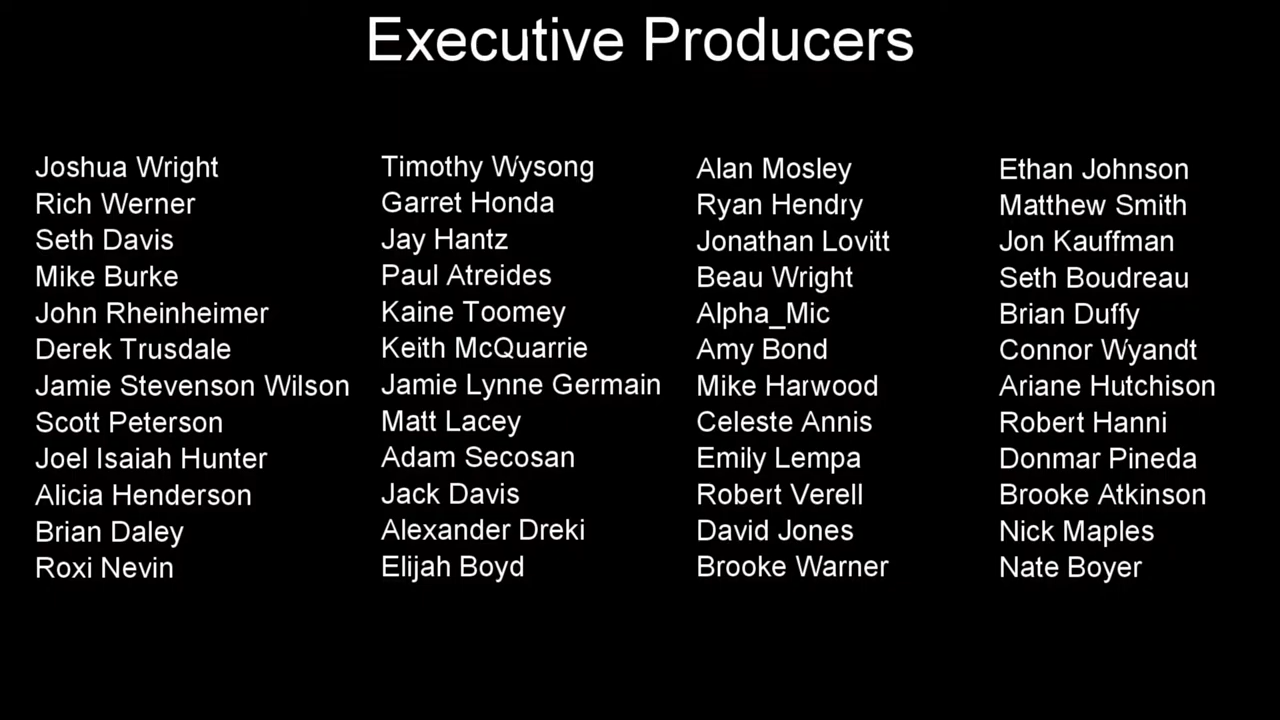 Executive Producers
Joshua Wright
Rich Werner
Seth Davis
Mike Burke
John Rheinheimer
Derek Trusdale
Jamie Stevenson Wilson
Scott Peterson
Joel Isaiah Hunter
Alicia Henderson
Brian Daley
Roxi Nevin
Timothy Wysong
Garret Honda
Jay Hantz
Paul Atreides
Kaine Toomey
Keith McQuarrie
Jamie Lynne Germain
Matt Lacey
Adam Secosan
Jack Davis
Alexander Dreki
Elijah Boyd
Alan Mosley
Ryan Hendry
Jonathan Lovitt
Beau Wright
Alpha_Mic
Amy Bond
Mike Harwood
Celeste Annis
Emily Lempa
Robert Verell
David Jones
Brooke Warner
Ethan Johnson
Matthew Smith
Jon Kauffman
Seth Boudreau
Brian Duffy
Connor Wyandt
Ariane Hutchison
Robert Hanni
Donmar Pineda
Brooke Atkinson
Nick Maples
Nate Boyer